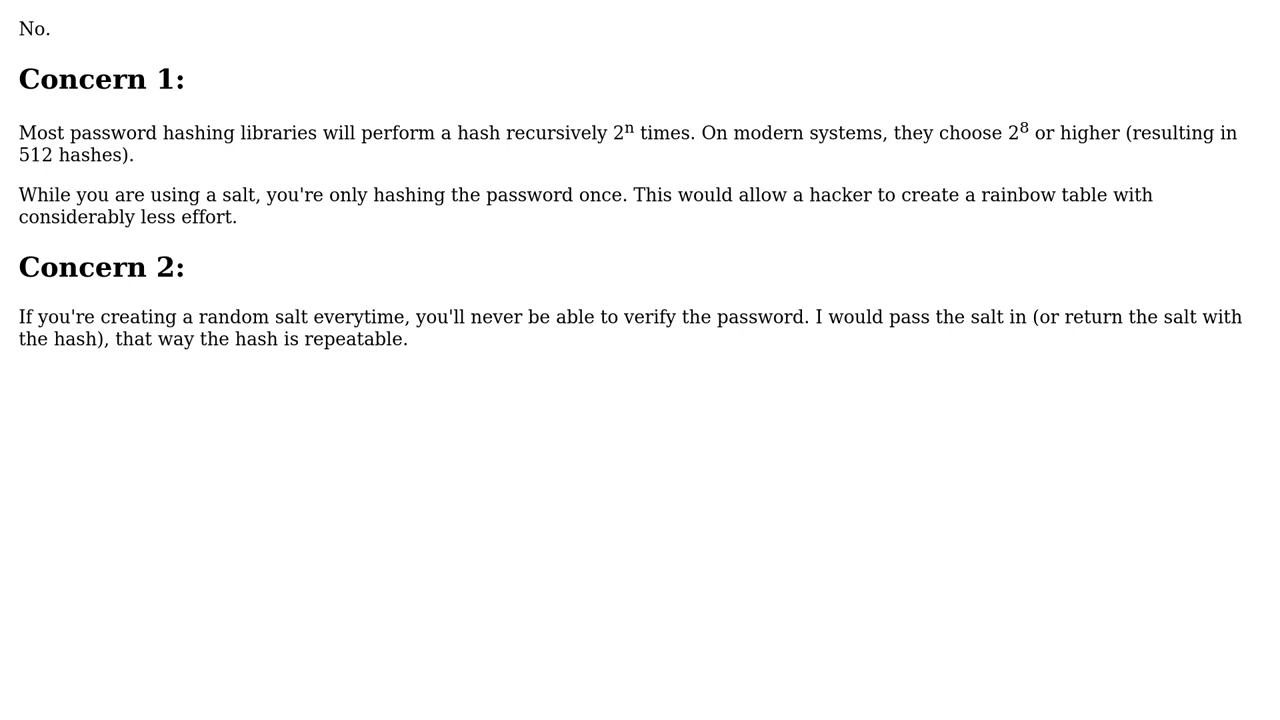 No.
Concern 1:
Most password hashing libraries will perform a hash recursively 2ⁿ times. On modern systems, they choose 2⁸ or higher (resulting in
512 hashes).
While you are using a salt, you're only hashing the password once. This would allow a hacker to create a rainbow table with
considerably less effort.
Concern 2:
If you're creating a random salt everytime, you'll never be able to verify the password. I would pass the salt in (or return the salt with
the hash), that way the hash is repeatable.